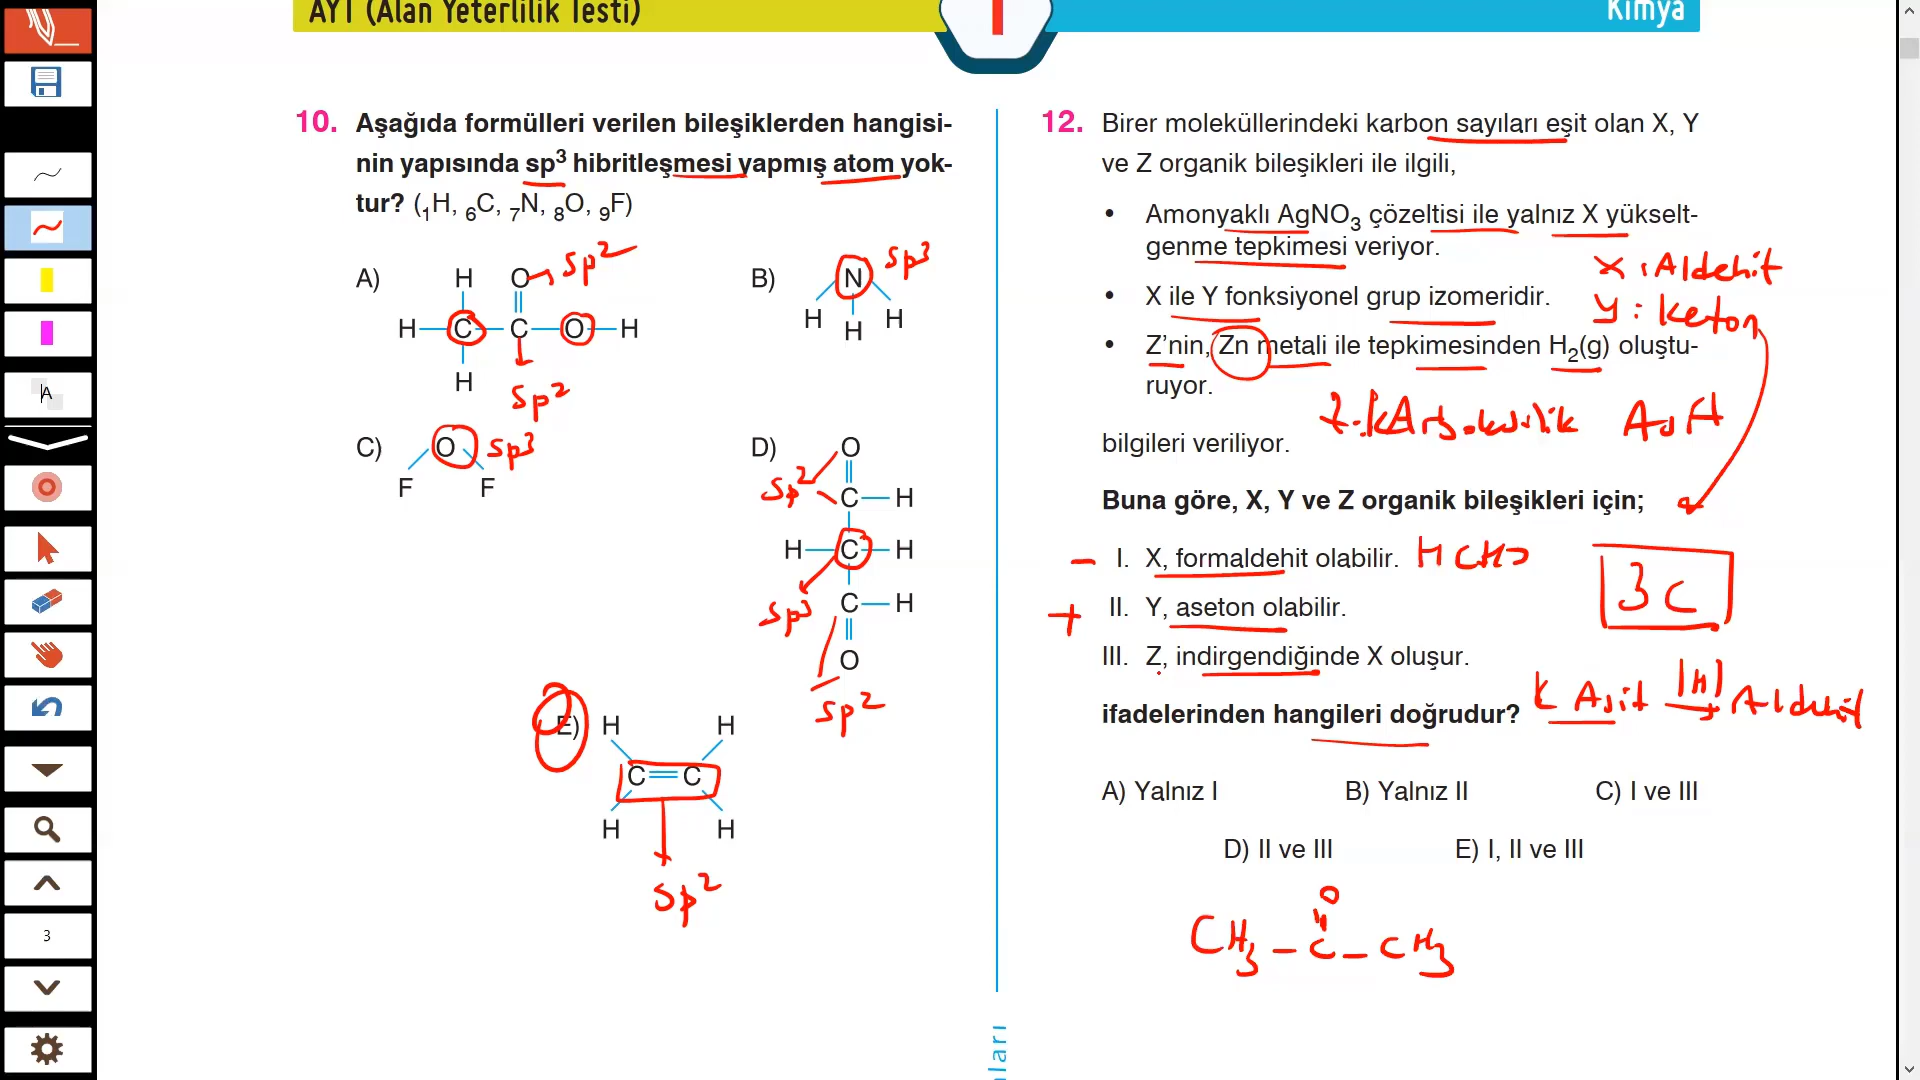 AYT (Alan Yeterlilik Testi)
1
Kimya
10. Aşağıda formülleri verilen bileşiklerden hangisi-
nin yapısında sp³ hibritleşmesi yapmış atom yok-
tur? (₁H, ₆C, ₇N, ₈O, ₉F)
A)
H O sp²
H C C O H
H
sp²
B)
N sp³
H H H
C)
O sp³
F F
D)
O
sp² C H
H C H
sp³ C H
O
sp²
E)
H H
C C
H H
sp²
12. Birer moleküllerindeki karbon sayıları eşit olan X, Y
ve Z organik bileşikleri ile ilgili,
• Amonyaklı AgNO₃ çözeltisi ile yalnız X yükselt-
genme tepkimesi veriyor.
X : Aldehit
• X ile Y fonksiyonel grup izomeridir.
Y : keton
• Z'nin, Zn metali ile tepkimesinden H₂(g) oluştu-
ruyor.
bilgileri veriliyor.
Buna göre, X, Y ve Z organik bileşikleri için;
− I. X, formaldehit olabilir. HCHO
3C
+ II. Y, aseton olabilir.
III. Z, indirgendiğinde X oluşur.
K Asit [H] Aldehit
ifadelerinden hangileri doğrudur?
A) Yalnız I B) Yalnız II C) I ve III
D) II ve III E) I, II ve III
O
CH₃ − C − CH₃
A
3